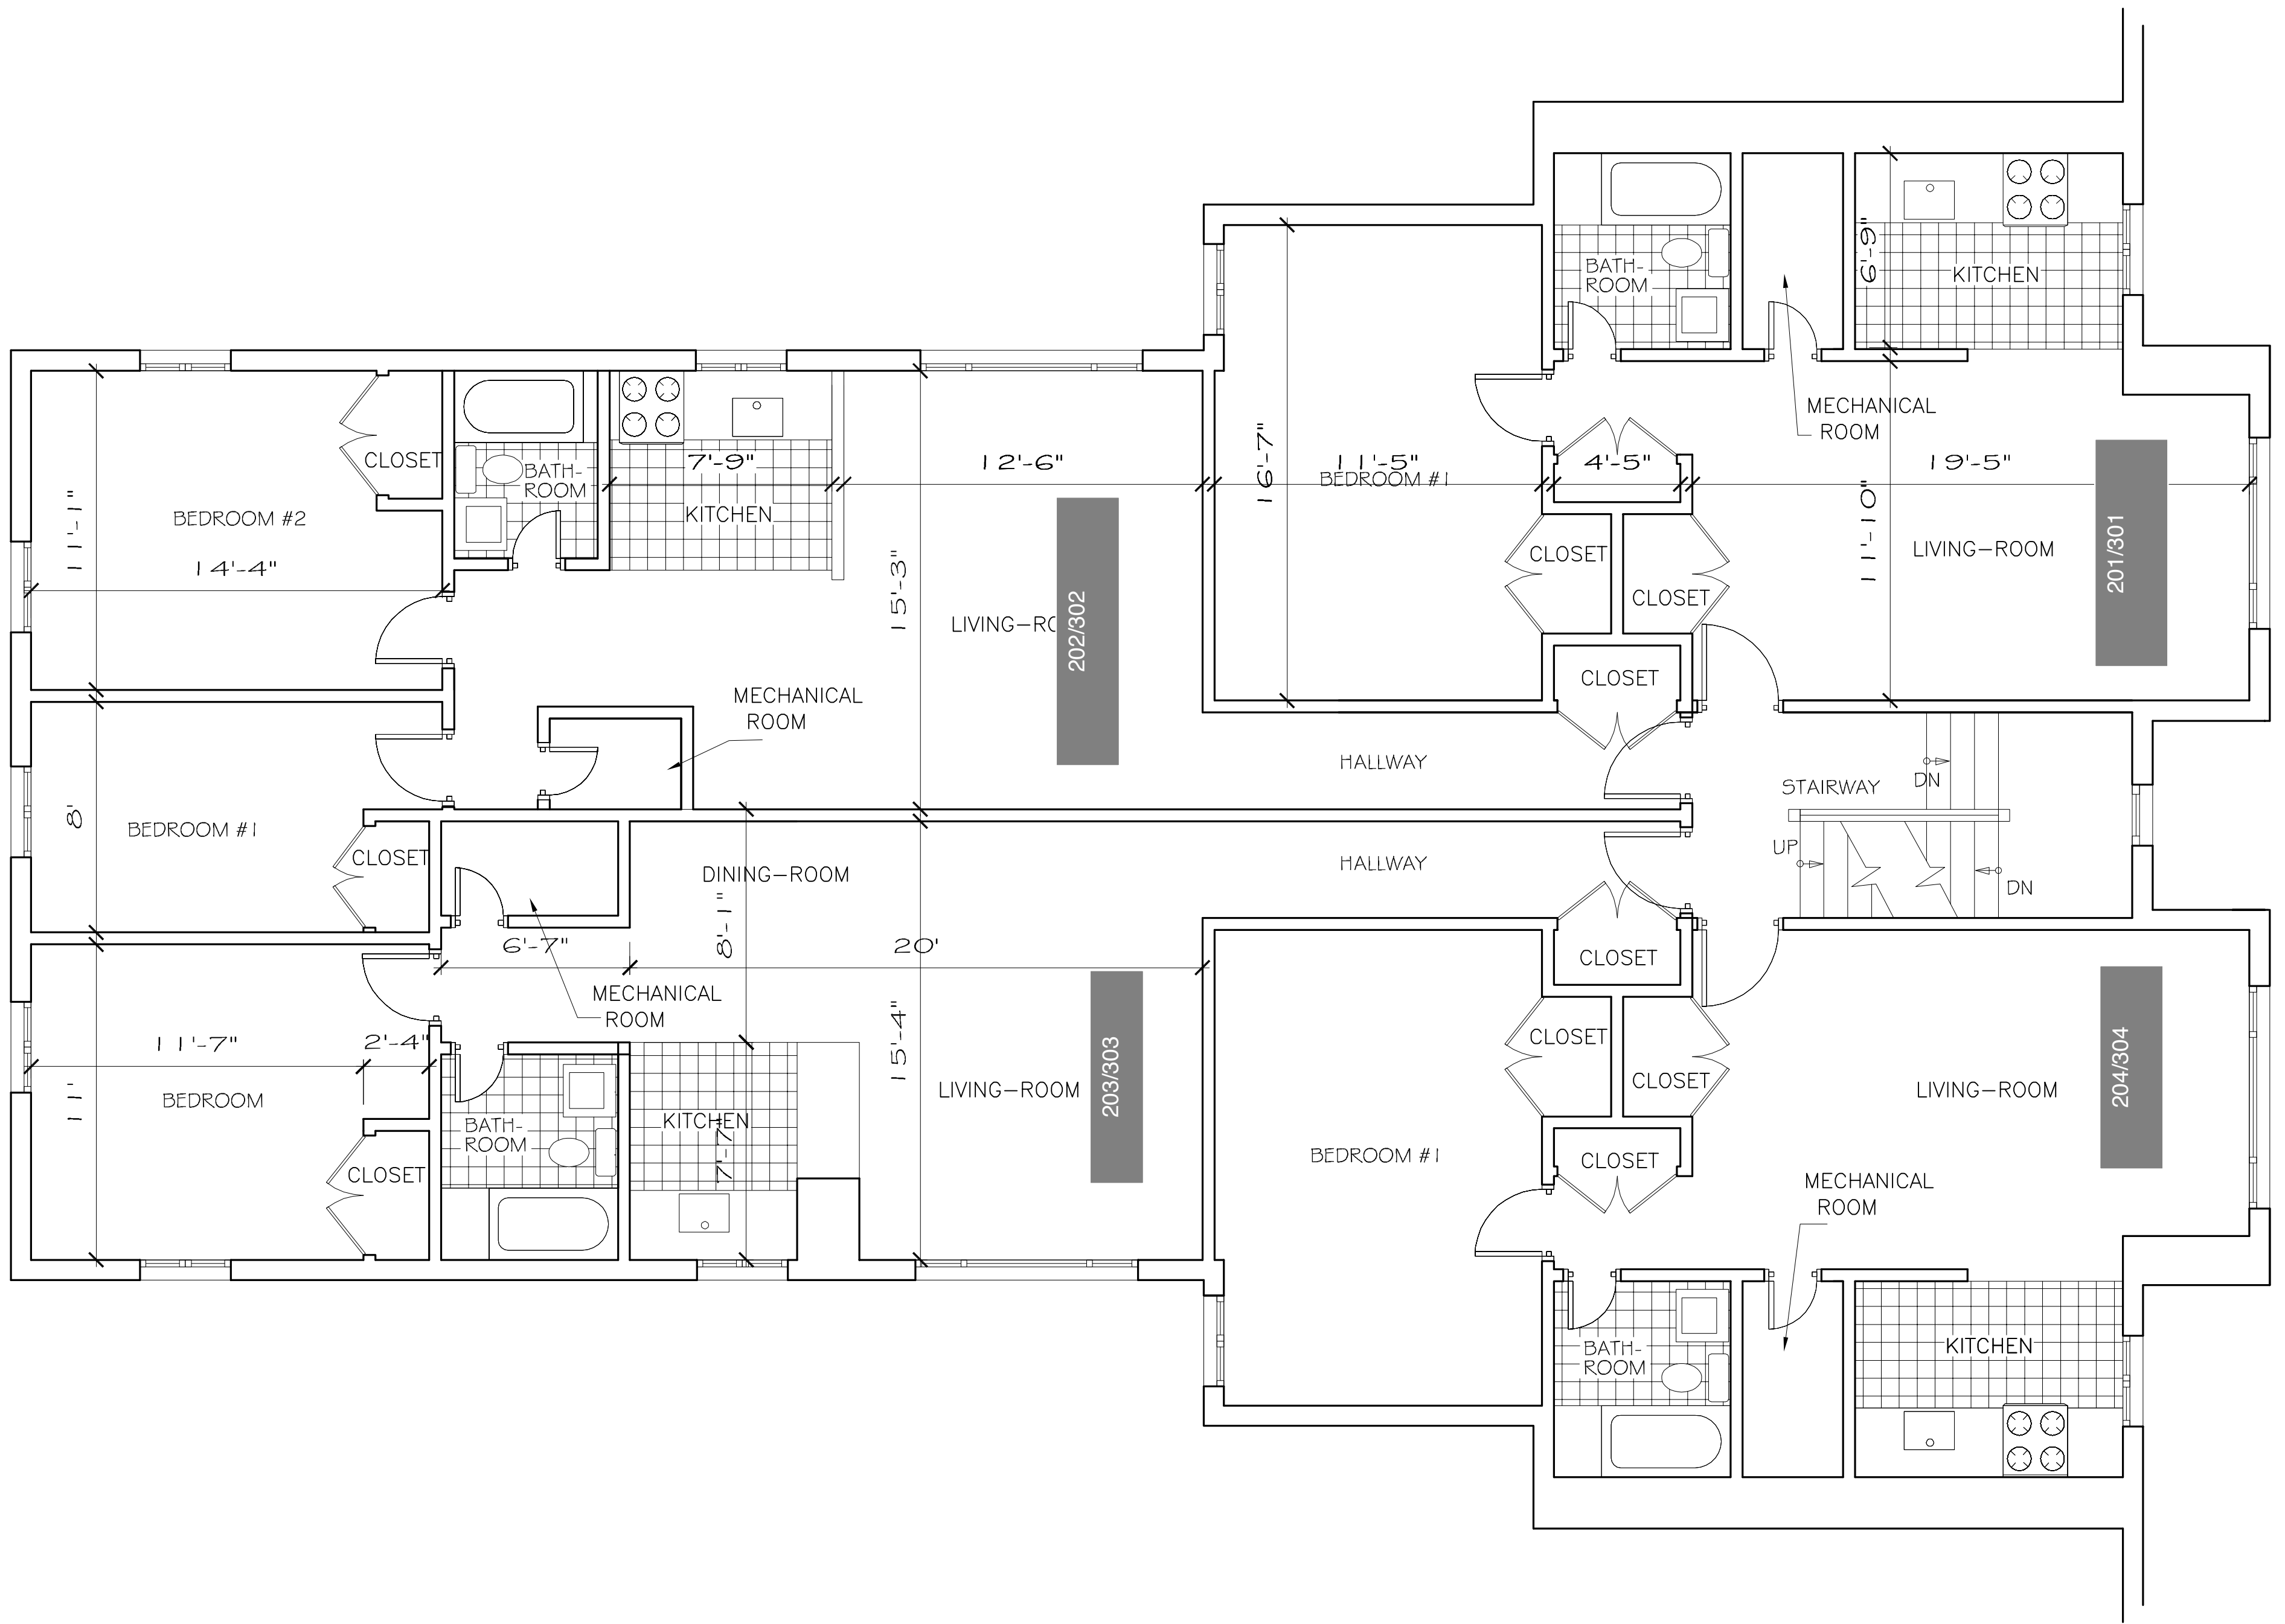 BATH-
ROOM
KITCHEN
6'-9"
MECHANICAL
ROOM
CLOSET
BATH-
ROOM
7'-9"
12'-6"
11'-5"
4'-5"
19'-5"
BEDROOM #1
16'-7"
KITCHEN
BEDROOM #2
11'-1"
14'-4"
15'-3"
LIVING-RO
202/302
CLOSET
CLOSET
11'-10"
LIVING-ROOM
201/301
CLOSET
MECHANICAL
ROOM
HALLWAY
STAIRWAY
DN
UP
DN
8'
BEDROOM #1
CLOSET
DINING-ROOM
HALLWAY
8'-1"
6'-7"
20'
CLOSET
MECHANICAL
ROOM
11'-7"
2'-4"
15'-4"
CLOSET
CLOSET
11'
BEDROOM
LIVING-ROOM
203/303
LIVING-ROOM
204/304
BATH-
ROOM
KITCHEN
7'-7"
BEDROOM #1
CLOSET
CLOSET
MECHANICAL
ROOM
BATH-
ROOM
KITCHEN